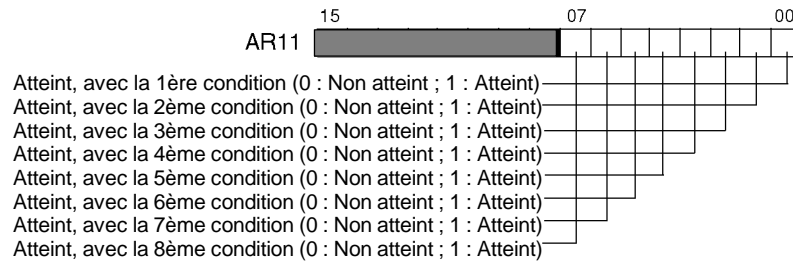 15 07 00
AR11
Atteint, avec la 1ère condition (0 : Non atteint ; 1 : Atteint)
Atteint, avec la 2ème condition (0 : Non atteint ; 1 : Atteint)
Atteint, avec la 3ème condition (0 : Non atteint ; 1 : Atteint)
Atteint, avec la 4ème condition (0 : Non atteint ; 1 : Atteint)
Atteint, avec la 5ème condition (0 : Non atteint ; 1 : Atteint)
Atteint, avec la 6ème condition (0 : Non atteint ; 1 : Atteint)
Atteint, avec la 7ème condition (0 : Non atteint ; 1 : Atteint)
Atteint, avec la 8ème condition (0 : Non atteint ; 1 : Atteint)